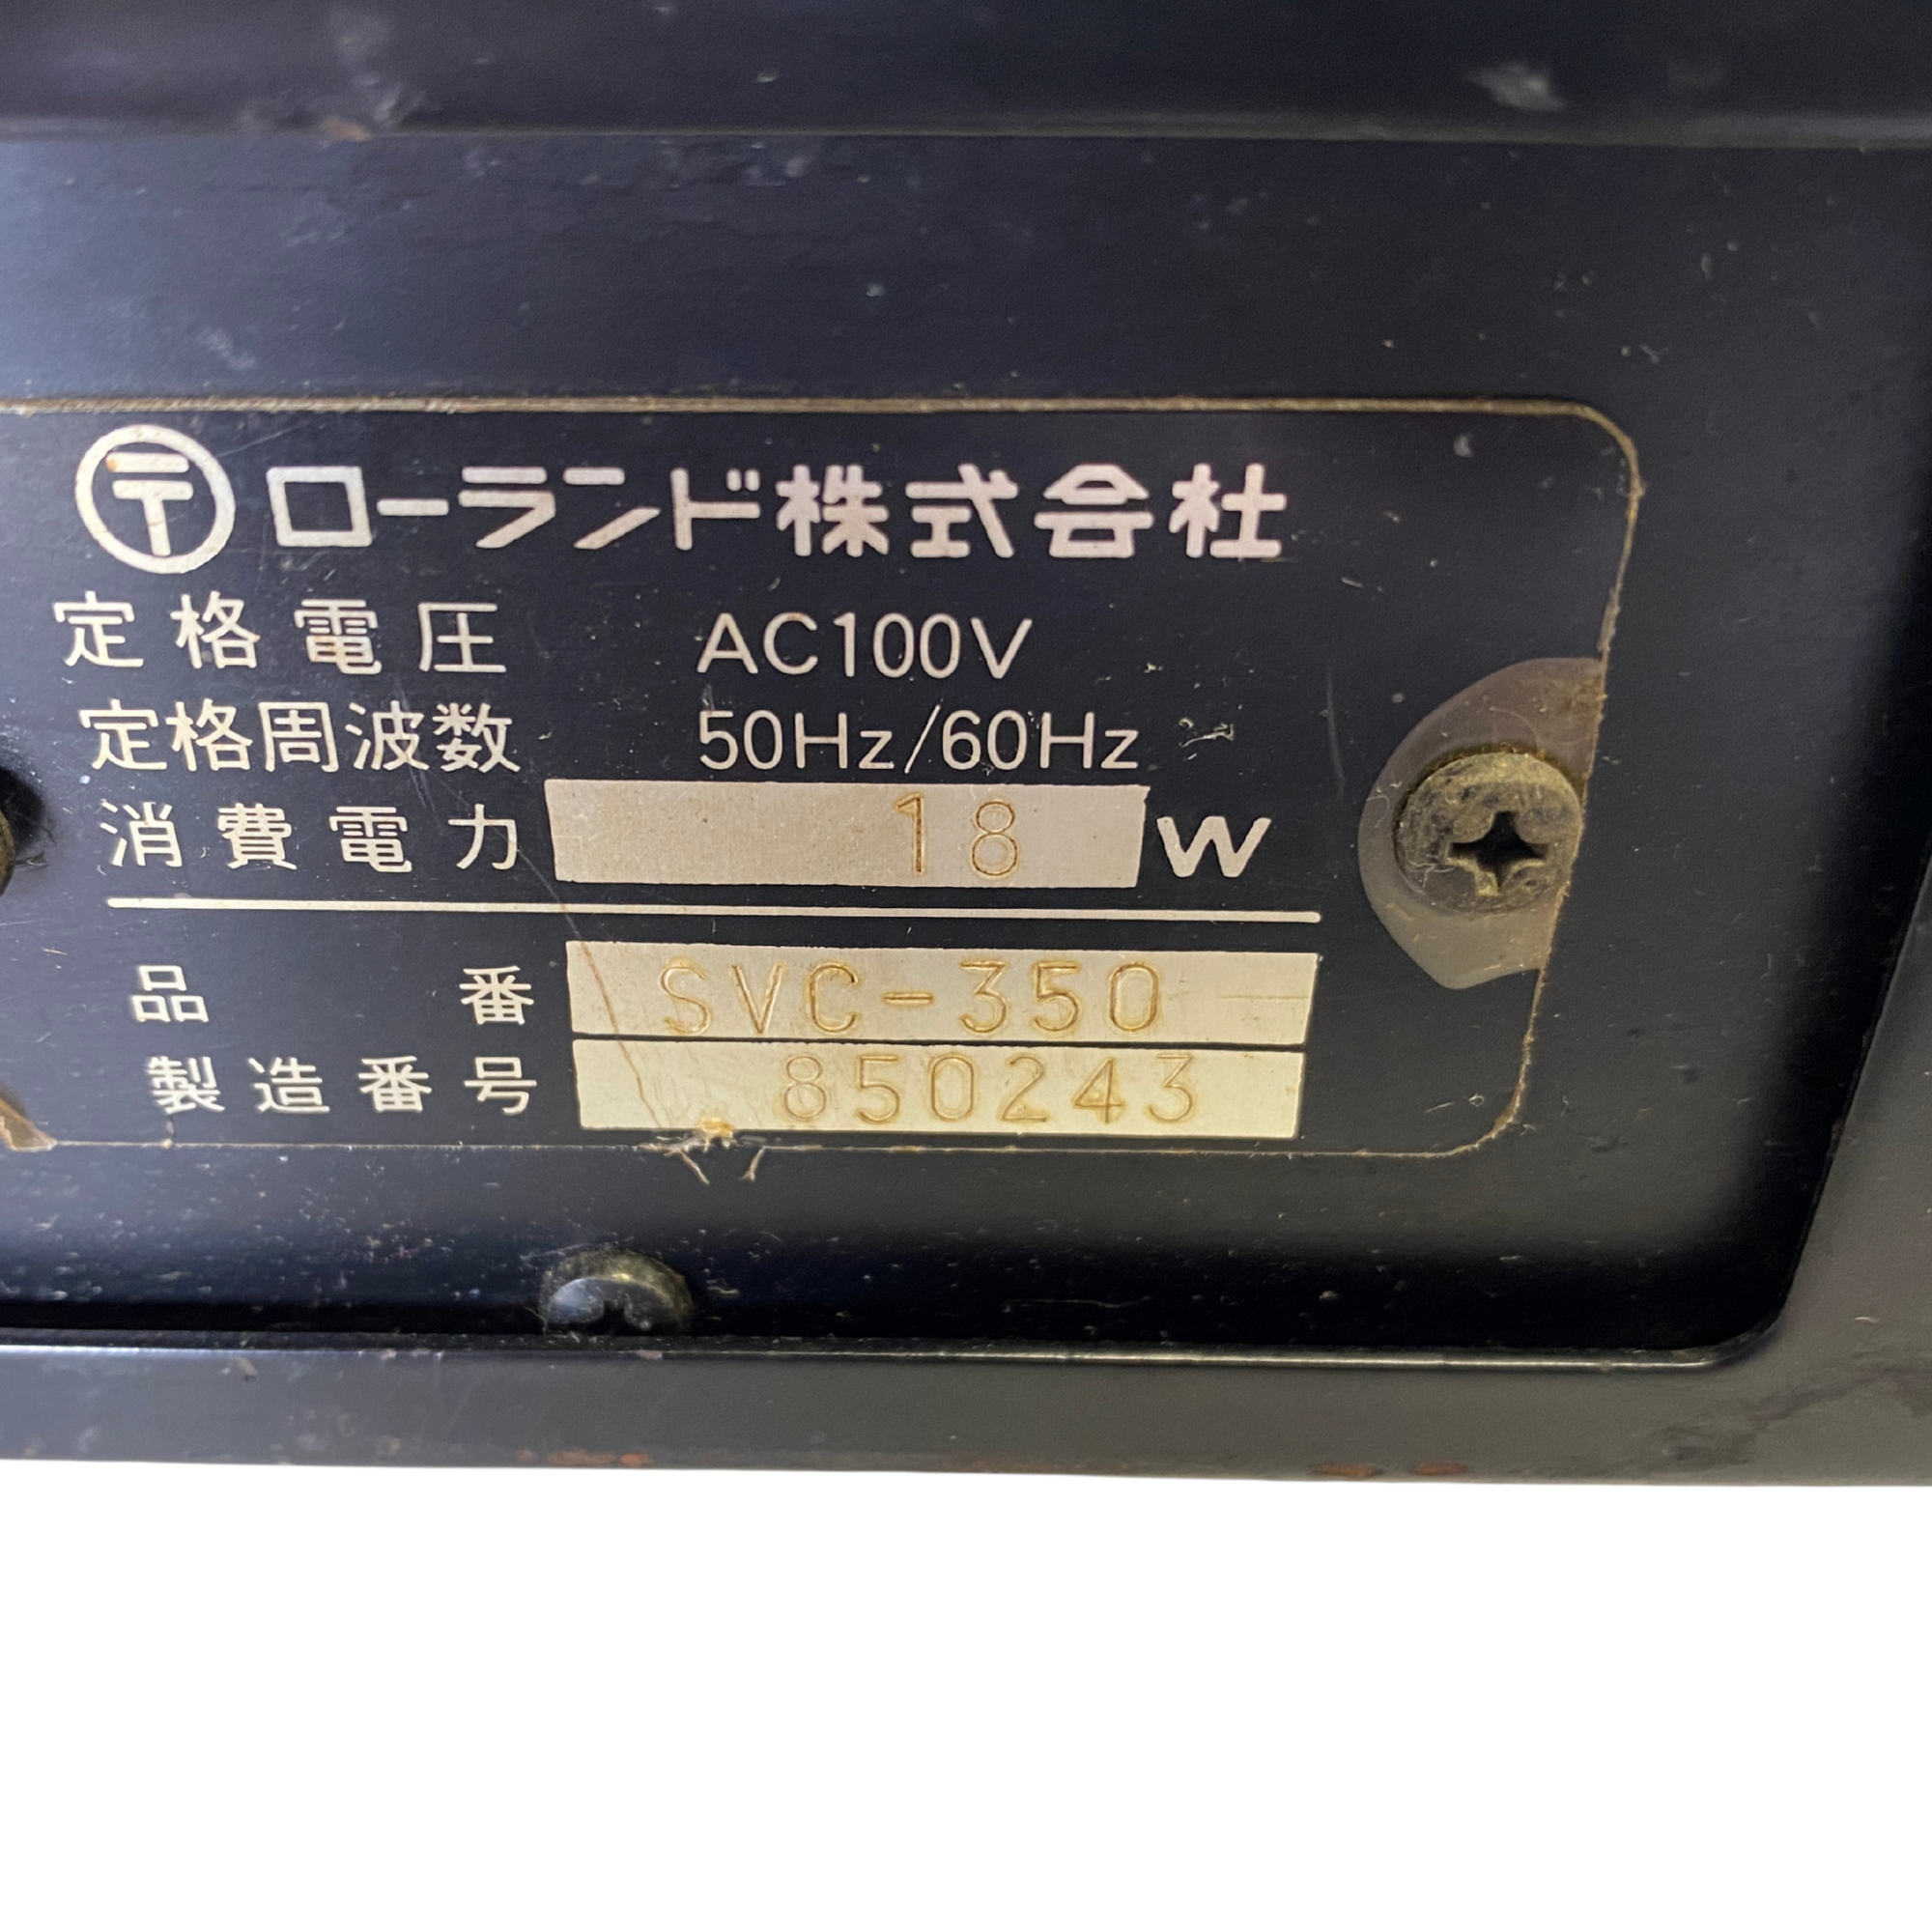 〶 ローランド株式会社
定格電圧 AC100V
定格周波数 50Hz/60Hz
消費電力 18 W
品番 SVC-350
製造番号 850243